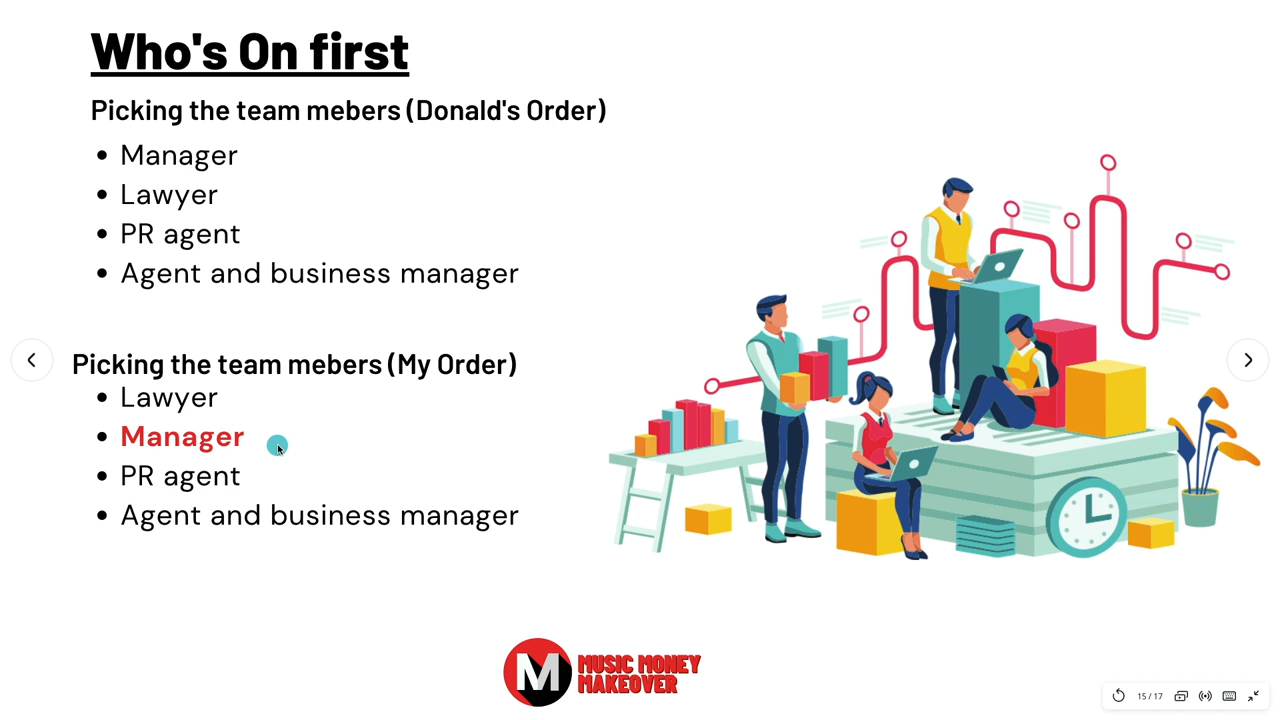 Who's On first
Picking the team mebers (Donald's Order)
• Manager
• Lawyer
• PR agent
• Agent and business manager
Picking the team mebers (My Order)
• Lawyer
• Manager
• PR agent
• Agent and business manager
M MUSIC MONEY
MAKEOVER
15 / 17